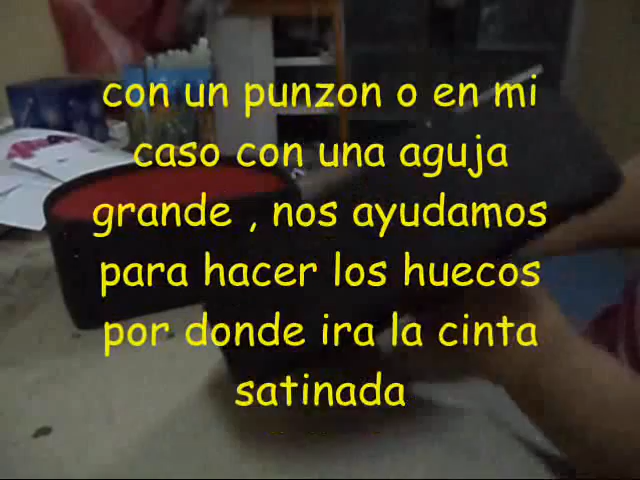 con un punzon o en mi
caso con una aguja
grande , nos ayudamos
para hacer los huecos
por donde ira la cinta
satinada